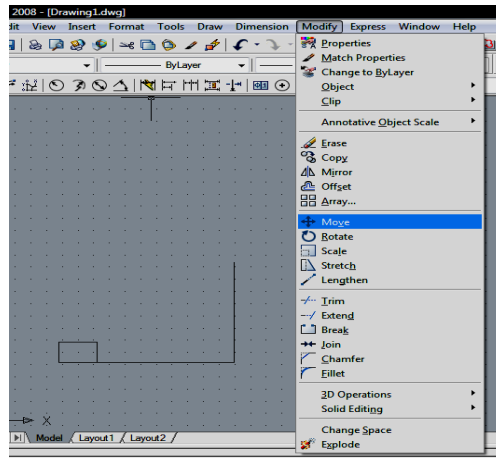 2008 - [Drawing1.dwg]
dit View Insert Format Tools Draw Dimension Modify Express Window Help
ByLayer
Properties
Match Properties
Change to ByLayer
Object
Clip
Annotative Object Scale
Erase
Copy
Mirror
Offset
Array...
Move
Rotate
Scale
Stretch
Lengthen
Trim
Extend
Break
Join
Chamfer
Fillet
3D Operations
Solid Editing
Change Space
Explode
X
Model Layout1 Layout2